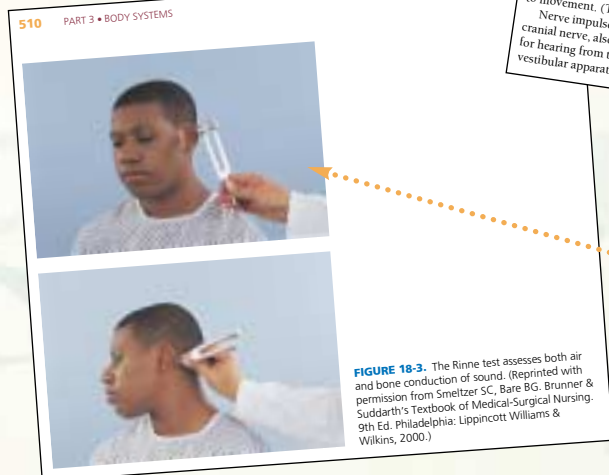 510 PART 3 • BODY SYSTEMS
to movement. (T
Nerve impulse
cranial nerve, also
for hearing from t
vestibular apparat
FIGURE 18-3. The Rinne test assesses both air
and bone conduction of sound. (Reprinted with
permission from Smeltzer SC, Bare BG. Brunner &
Suddarth's Textbook of Medical-Surgical Nursing.
9th Ed. Philadelphia: Lippincott Williams &
Wilkins, 2000.)